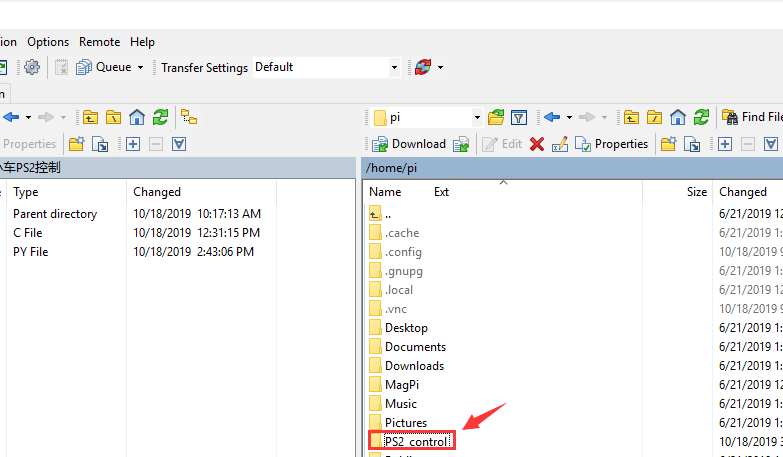 ion Options Remote Help
Queue Transfer Settings Default
n
pi Find File
Properties Download Edit Properties
小车PS2控制 /home/pi
Type Changed Name Ext Size Changed
Parent directory 10/18/2019 10:17:13 AM .. 6/21/2019 12
C File 10/18/2019 12:31:15 PM .cache 6/21/2019 1:
PY File 10/18/2019 2:43:06 PM .config 10/18/2019 9
.gnupg 6/21/2019 1:
.local 6/21/2019 12
.vnc 10/18/2019 9
Desktop 6/21/2019 1:
Documents 6/21/2019 1:
Downloads 6/21/2019 1:
MagPi 6/21/2019 12
Music 6/21/2019 1:
Pictures 6/21/2019 1:
PS2_control 10/18/2019 3